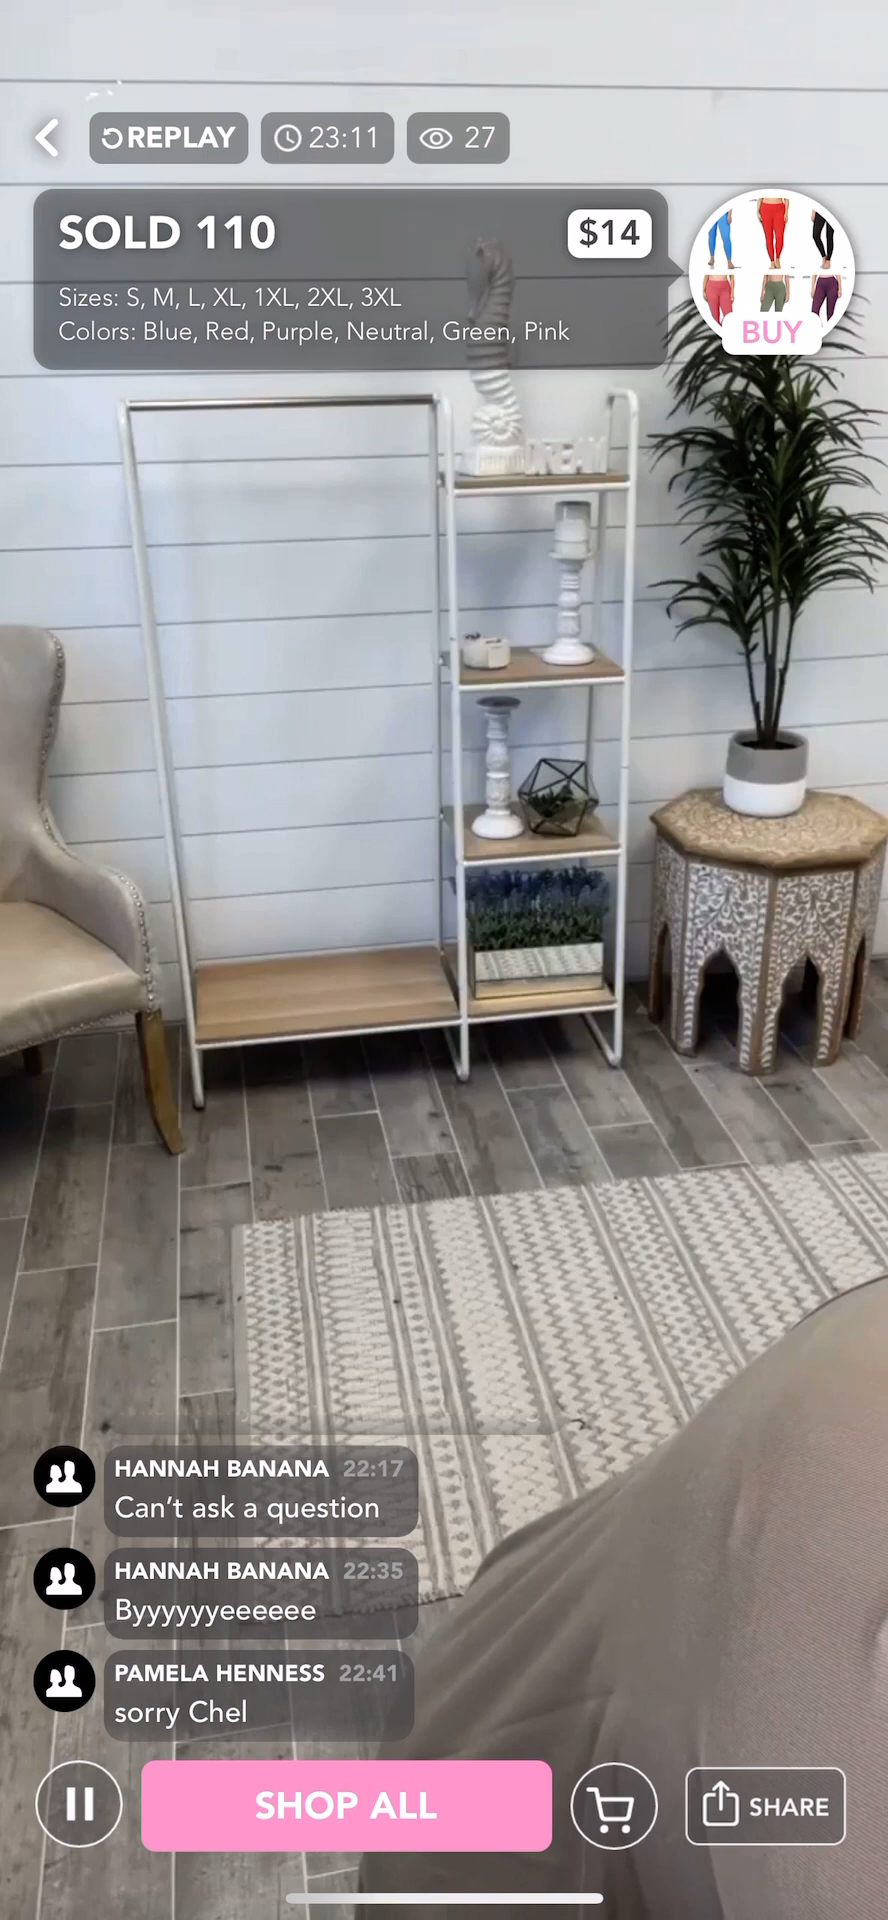 REPLAY
23:11
27
SOLD 110
$14
Sizes: S, M, L, XL, 1XL, 2XL, 3XL
Colors: Blue, Red, Purple, Neutral, Green, Pink
BUY
HANNAH BANANA 22:17
Can't ask a question
HANNAH BANANA 22:35
Byyyyyyeeeeee
PAMELA HENNESS 22:41
sorry Chel
SHOP ALL
SHARE